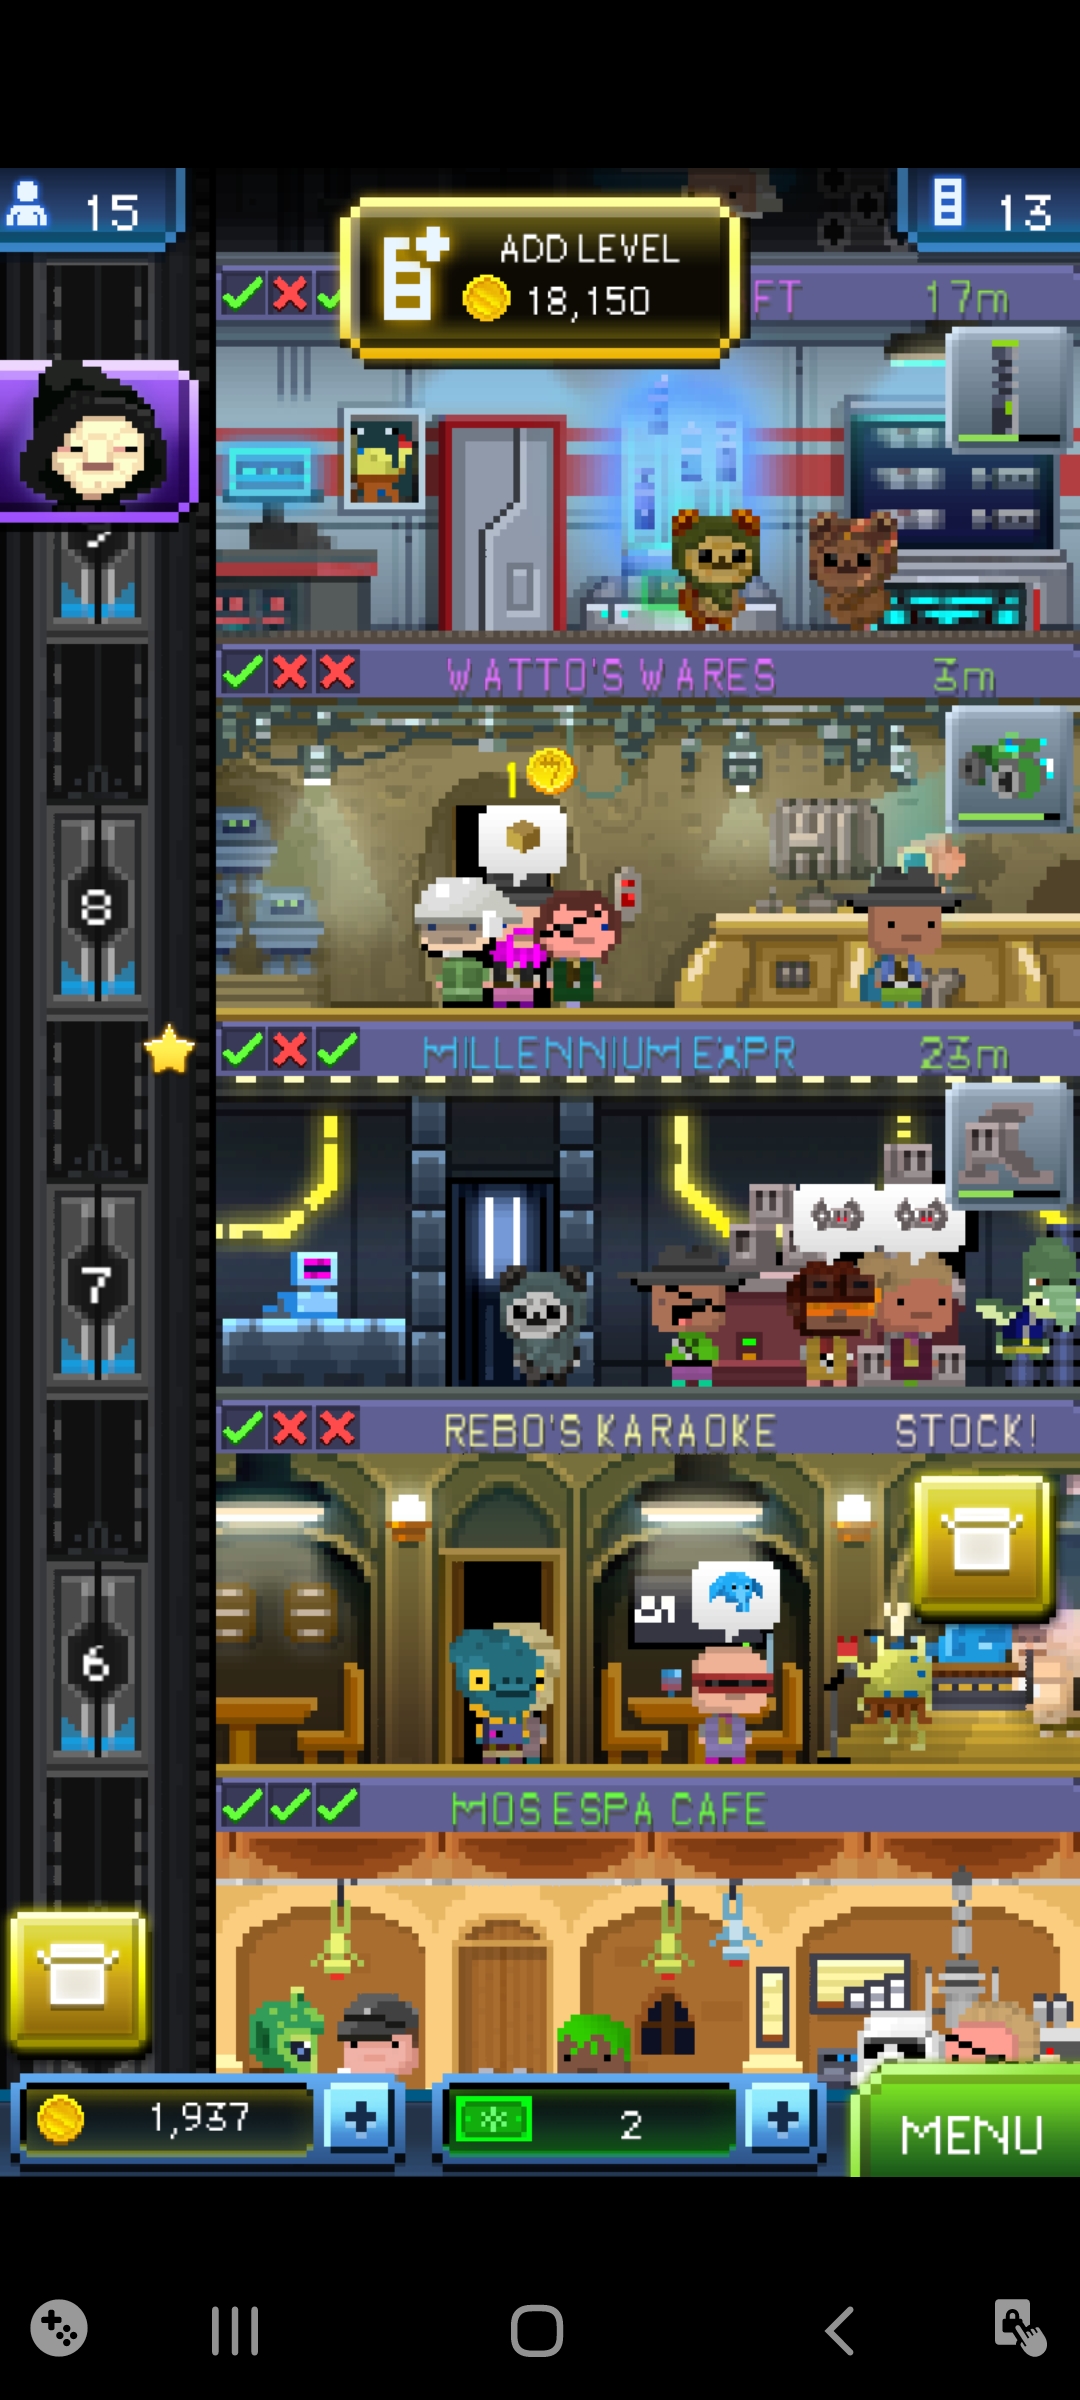 15
13
ADD LEVEL
18,150
FT
17m
WATTO'S WARES
3m
1
8
MILLENNIUM EXPR
23m
7
REBO'S KARAOKE
STOCK!
6
MOS ESPA CAFE
1,937
2
MENU